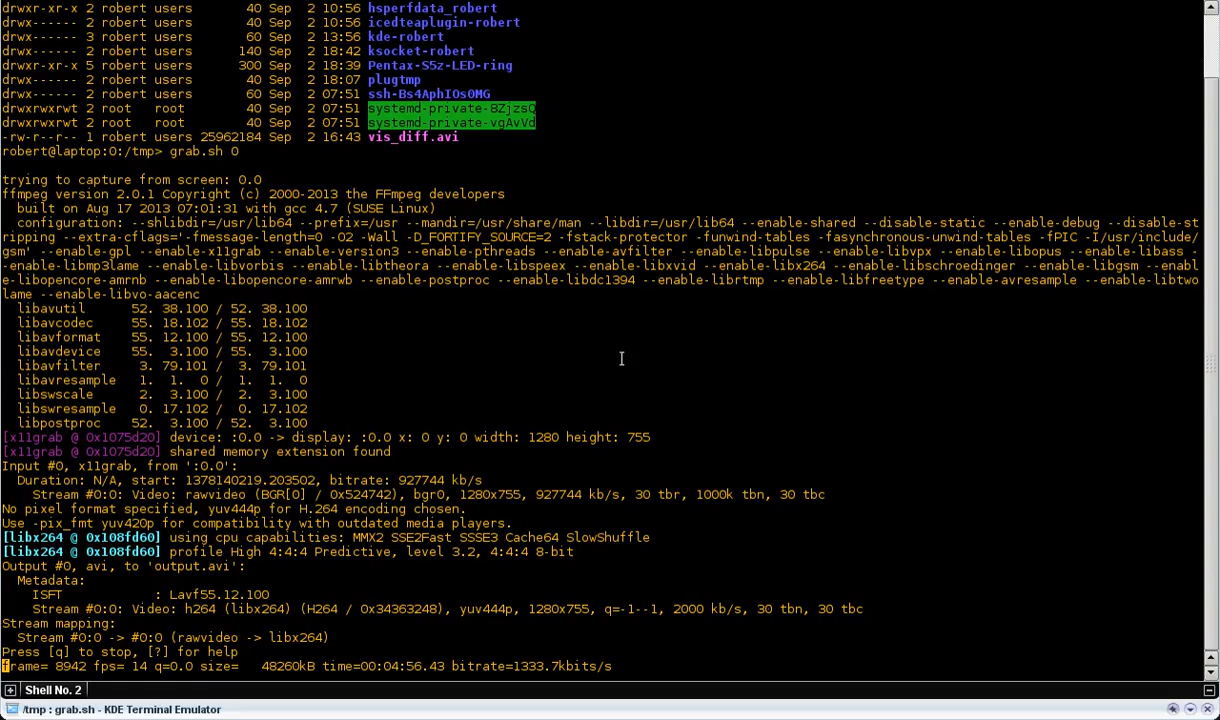 drwxr-xr-x 2 robert users       40 Sep  2 10:56 hsperfdata_robert
drwx------ 2 robert users       40 Sep  2 10:56 icedteaplugin-robert
drwx------ 3 robert users       60 Sep  2 13:56 kde-robert
drwx------ 2 robert users      140 Sep  2 18:42 ksocket-robert
drwxr-xr-x 5 robert users      300 Sep  2 18:39 Pentax-S5z-LED-ring
drwx------ 2 robert users       40 Sep  2 18:07 plugtmp
drwx------ 2 robert users       60 Sep  2 07:51 ssh-Bs4AphIOs0MG
drwxrwxrwt 2 root   root        40 Sep  2 07:51 systemd-private-8ZjzsQ
drwxrwxrwt 2 root   root        40 Sep  2 07:51 systemd-private-vgAvVd
-rw-r--r-- 1 robert users 25962184 Sep  2 16:43 vis_diff.avi
robert@laptop:0:/tmp> grab.sh 0
trying to capture from screen: 0.0
ffmpeg version 2.0.1 Copyright (c) 2000-2013 the FFmpeg developers
  built on Aug 17 2013 07:01:31 with gcc 4.7 (SUSE Linux)
  configuration: --shlibdir=/usr/lib64 --prefix=/usr --mandir=/usr/share/man --libdir=/usr/lib64 --enable-shared --disable-static --enable-debug --disable-st
ripping --extra-cflags='-fmessage-length=0 -O2 -Wall -D_FORTIFY_SOURCE=2 -fstack-protector -funwind-tables -fasynchronous-unwind-tables -fPIC -I/usr/include/
gsm' --enable-gpl --enable-x11grab --enable-version3 --enable-pthreads --enable-avfilter --enable-libpulse --enable-libvpx --enable-libopus --enable-libass -
-enable-libmp3lame --enable-libvorbis --enable-libtheora --enable-libspeex --enable-libxvid --enable-libx264 --enable-libschroedinger --enable-libgsm --enabl
e-libopencore-amrnb --enable-libopencore-amrwb --enable-postproc --enable-libdc1394 --enable-librtmp --enable-libfreetype --enable-avresample --enable-libtwo
lame --enable-libvo-aacenc
  libavutil      52. 38.100 / 52. 38.100
  libavcodec     55. 18.102 / 55. 18.102
  libavformat    55. 12.100 / 55. 12.100
  libavdevice    55.  3.100 / 55.  3.100
  libavfilter     3. 79.101 /  3. 79.101
  libavresample   1.  1.  0 /  1.  1.  0
  libswscale      2.  3.100 /  2.  3.100
  libswresample   0. 17.102 /  0. 17.102
  libpostproc    52.  3.100 / 52.  3.100
[x11grab @ 0x1075d20] device: :0.0 -> display: :0.0 x: 0 y: 0 width: 1280 height: 755
[x11grab @ 0x1075d20] shared memory extension found
Input #0, x11grab, from ':0.0':
  Duration: N/A, start: 1378140219.203502, bitrate: 927744 kb/s
    Stream #0:0: Video: rawvideo (BGR[0] / 0x524742), bgr0, 1280x755, 927744 kb/s, 30 tbr, 1000k tbn, 30 tbc
No pixel format specified, yuv444p for H.264 encoding chosen.
Use -pix_fmt yuv420p for compatibility with outdated media players.
[libx264 @ 0x108fd60] using cpu capabilities: MMX2 SSE2Fast SSSE3 Cache64 SlowShuffle
[libx264 @ 0x108fd60] profile High 4:4:4 Predictive, level 3.2, 4:4:4 8-bit
Output #0, avi, to 'output.avi':
  Metadata:
    ISFT            : Lavf55.12.100
    Stream #0:0: Video: h264 (libx264) (H264 / 0x34363248), yuv444p, 1280x755, q=-1--1, 2000 kb/s, 30 tbn, 30 tbc
Stream mapping:
  Stream #0:0 -> #0:0 (rawvideo -> libx264)
Press [q] to stop, [?] for help
frame= 8942 fps= 14 q=0.0 size=   48260kB time=00:04:56.43 bitrate=1333.7kbits/s
Shell No. 2
/tmp : grab.sh - KDE Terminal Emulator